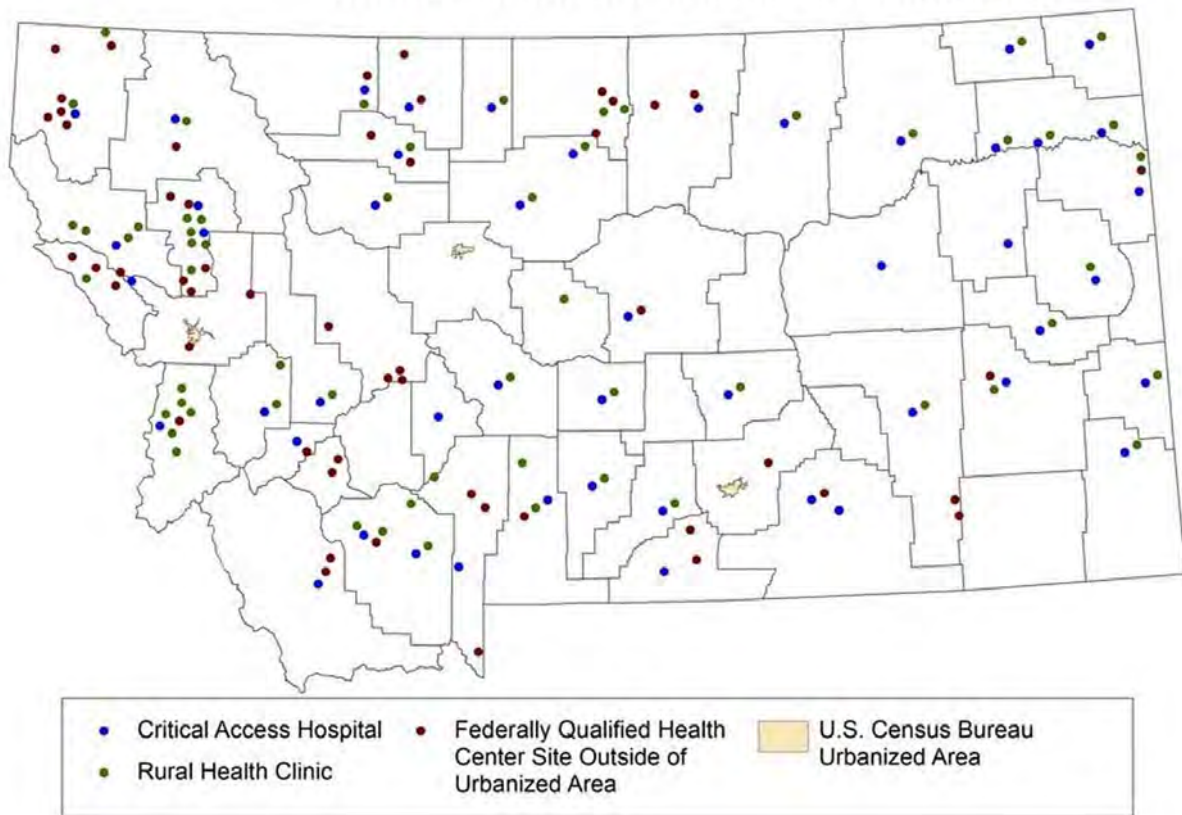 Critical Access Hospital
Rural Health Clinic
Federally Qualified Health
Center Site Outside of
Urbanized Area
U.S. Census Bureau
Urbanized Area